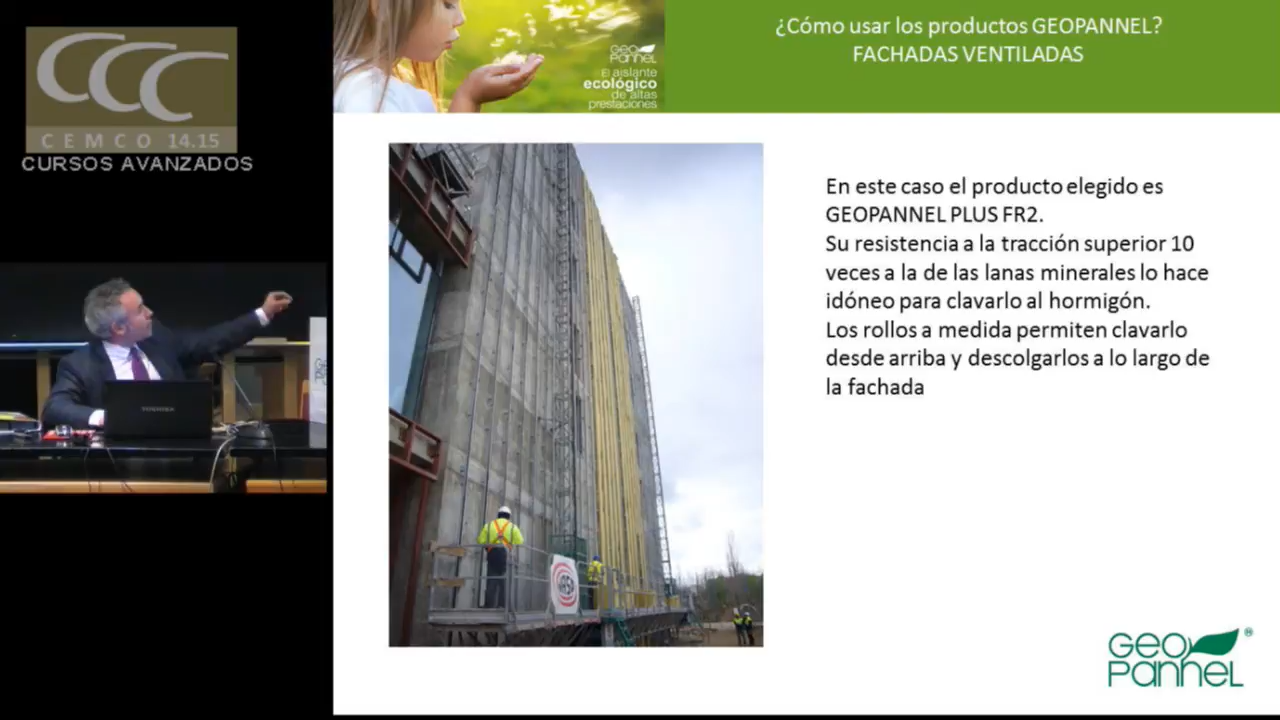 CCC
CEMCO 14.15
CURSOS AVANZADOS
TOSHIBA
GEO
PANNEL
El aislante
ecológico
de altas
prestaciones
¿Cómo usar los productos GEOPANNEL?
FACHADAS VENTILADAS
En este caso el producto elegido es
GEOPANNEL PLUS FR2.
Su resistencia a la tracción superior 10
veces a la de las lanas minerales lo hace
idóneo para clavarlo al hormigón.
Los rollos a medida permiten clavarlo
desde arriba y descolgarlos a lo largo de
la fachada
GEO
PANNEL ®